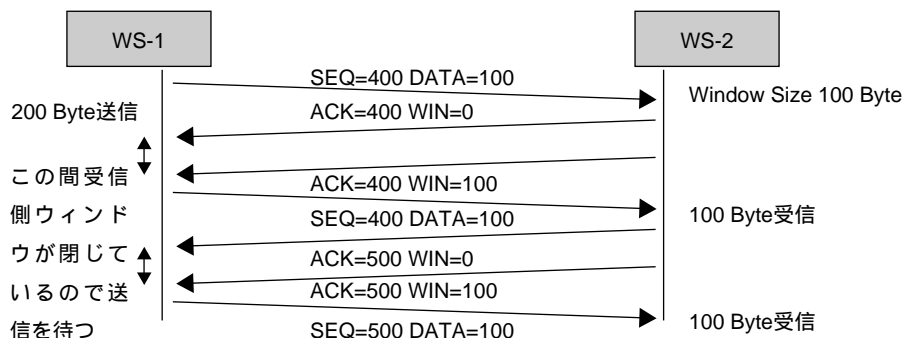 WS-1
WS-2
SEQ=400 DATA=100
Window Size 100 Byte
200 Byte送信
ACK=400 WIN=0
この間受信
側ウィンド
ウが閉じて
いるので送
信を待つ
ACK=400 WIN=100
SEQ=400 DATA=100
100 Byte受信
ACK=500 WIN=0
ACK=500 WIN=100
SEQ=500 DATA=100
100 Byte受信